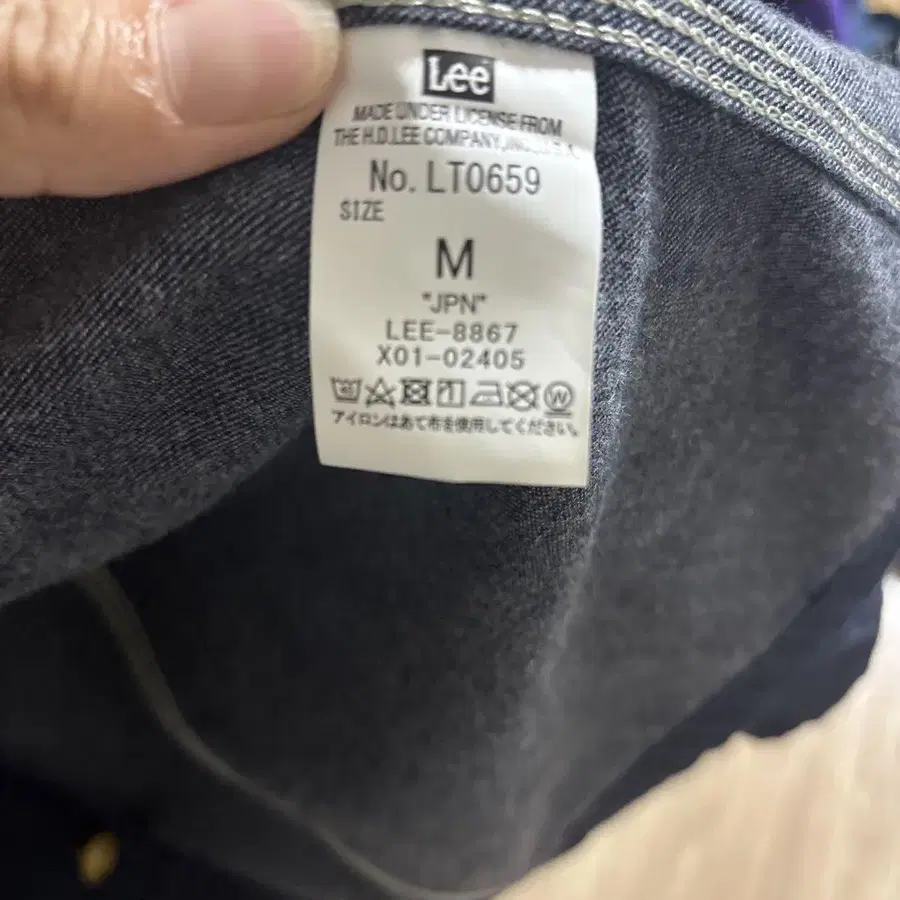 Lee
MADE UNDER LICENSE FROM
THE H.D.LEE COMPANY,INC.,U.S.A.
No. LT0659
SIZE
M
"JPN"
LEE-8867
X01-02405
アイロンはあて布を使用してください。